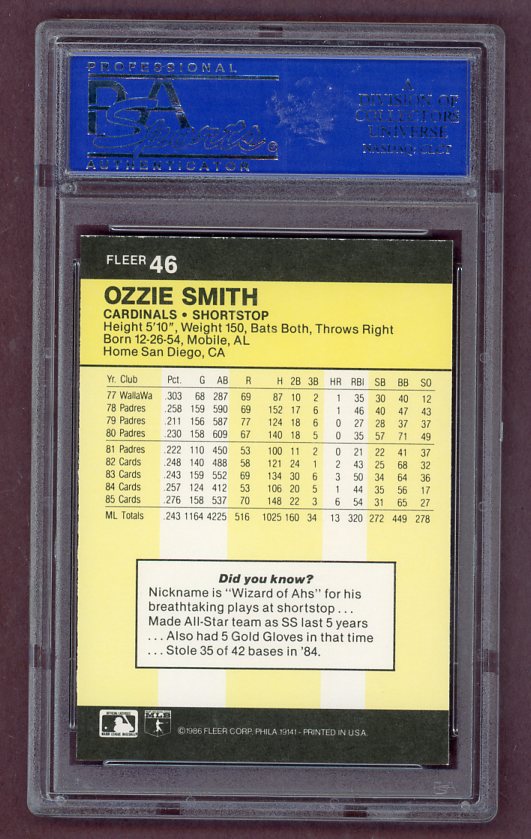 PROFESSIONAL
PSA
Sports ®
AUTHENTICATOR
A
DIVISION OF
COLLECTORS
UNIVERSE
NASDAQ: CLCT
FLEER 46
OZZIE SMITH
CARDINALS • SHORTSTOP
Height 5'10", Weight 150, Bats Both, Throws Right
Born 12-26-54, Mobile, AL
Home San Diego, CA
Yr. Club Pct. G AB R H 2B 3B HR RBI SB BB SO
77 WallaWa .303 68 287 69 87 10 2 1 35 30 40 12
78 Padres .258 159 590 69 152 17 6 1 46 40 47 43
79 Padres .211 156 587 77 124 18 6 0 27 28 37 37
80 Padres .230 158 609 67 140 18 5 0 35 57 71 49
81 Padres .222 110 450 53 100 11 2 0 21 22 41 37
82 Cards .248 140 488 58 121 24 1 2 43 25 68 32
83 Cards .243 159 552 69 134 30 6 3 50 34 64 36
84 Cards .257 124 412 53 106 20 5 1 44 35 56 17
85 Cards .276 158 537 70 148 22 3 6 54 31 65 27
ML Totals .243 1164 4225 516 1025 160 34 13 320 272 449 278
Did you know?
Nickname is "Wizard of Ahs" for his
breathtaking plays at shortstop . . .
Made All-Star team as SS last 5 years
. . . Also had 5 Gold Gloves in that time
. . . Stole 35 of 42 bases in '84.
©1986 FLEER CORP. PHILA 19141 - PRINTED IN U.S.A.